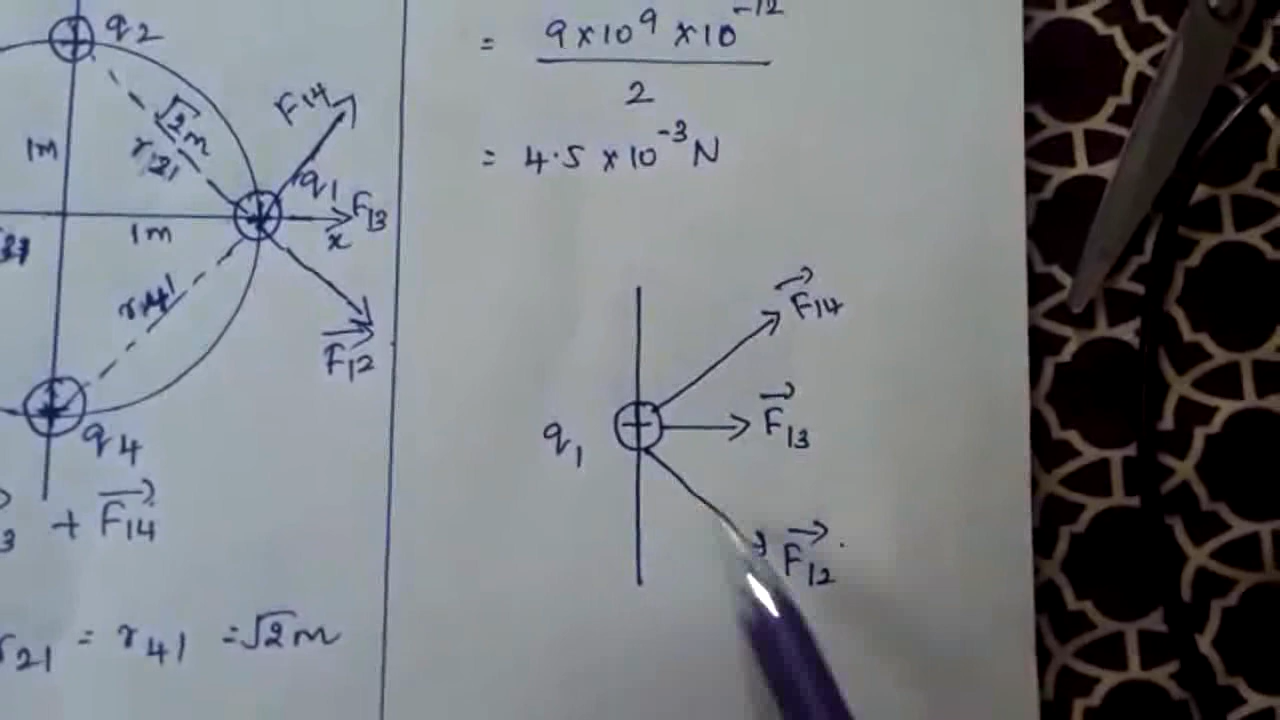 q2
F14
√2m
1m
r21
q1
F13
1m
x
r41
F12
q4
3 + F14
r21 = r41 = √2m
= 9×10^9 ×10^-12
2
= 4.5 ×10^-3 N
F14
q1
F13
F12